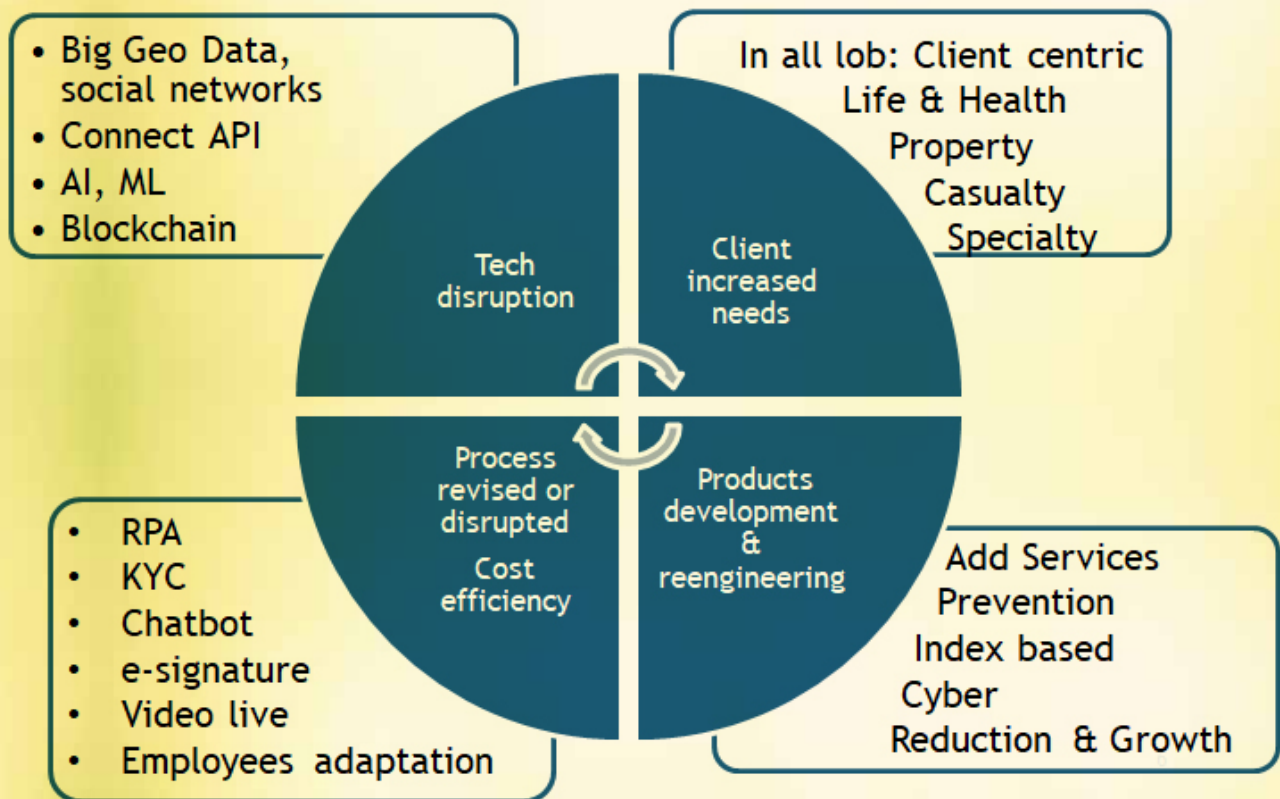 • Big Geo Data,
social networks
• Connect API
• AI, ML
• Blockchain
In all lob: Client centric
Life & Health
Property
Casualty
Specialty
Tech
disruption
Client
increased
needs
Process
revised or
disrupted
Cost
efficiency
Products
development
&
reengineering
• RPA
• KYC
• Chatbot
• e-signature
• Video live
• Employees adaptation
Add Services
Prevention
Index based
Cyber
Reduction & Growth